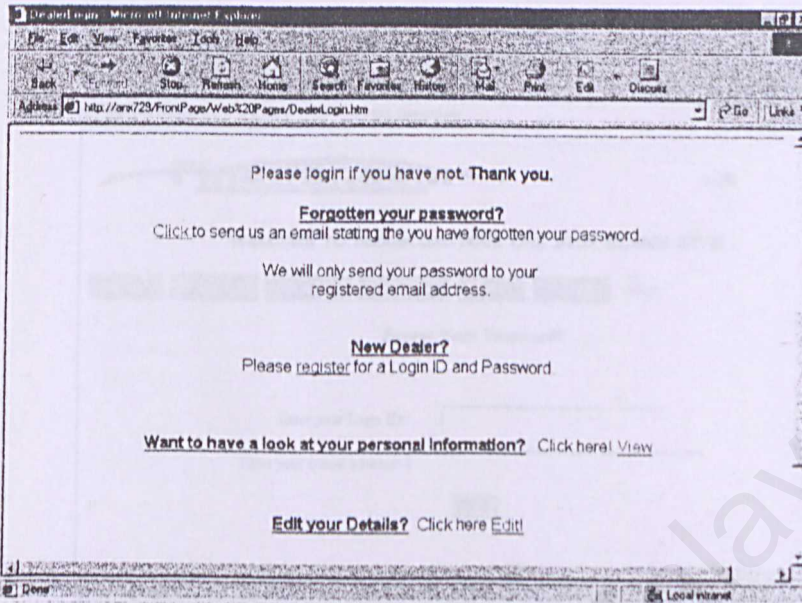 DealerLogin - Microsoft Internet Explorer
File Edit View Favorites Tools Help
Back Forward Stop Refresh Home Search Favorites History Mail Print Edit Discuss
Address http://anx729/FrontPage/Web%20Pages/DealerLogin.htm Go Links
Please login if you have not. Thank you.
Forgotten your password?
Click to send us an email stating the you have forgotten your password.
We will only send your password to your
registered email address.
New Dealer?
Please register for a Login ID and Password
Want to have a look at your personal Information? Click here! View
Edit your Details? Click here Edit!
Done Local intranet